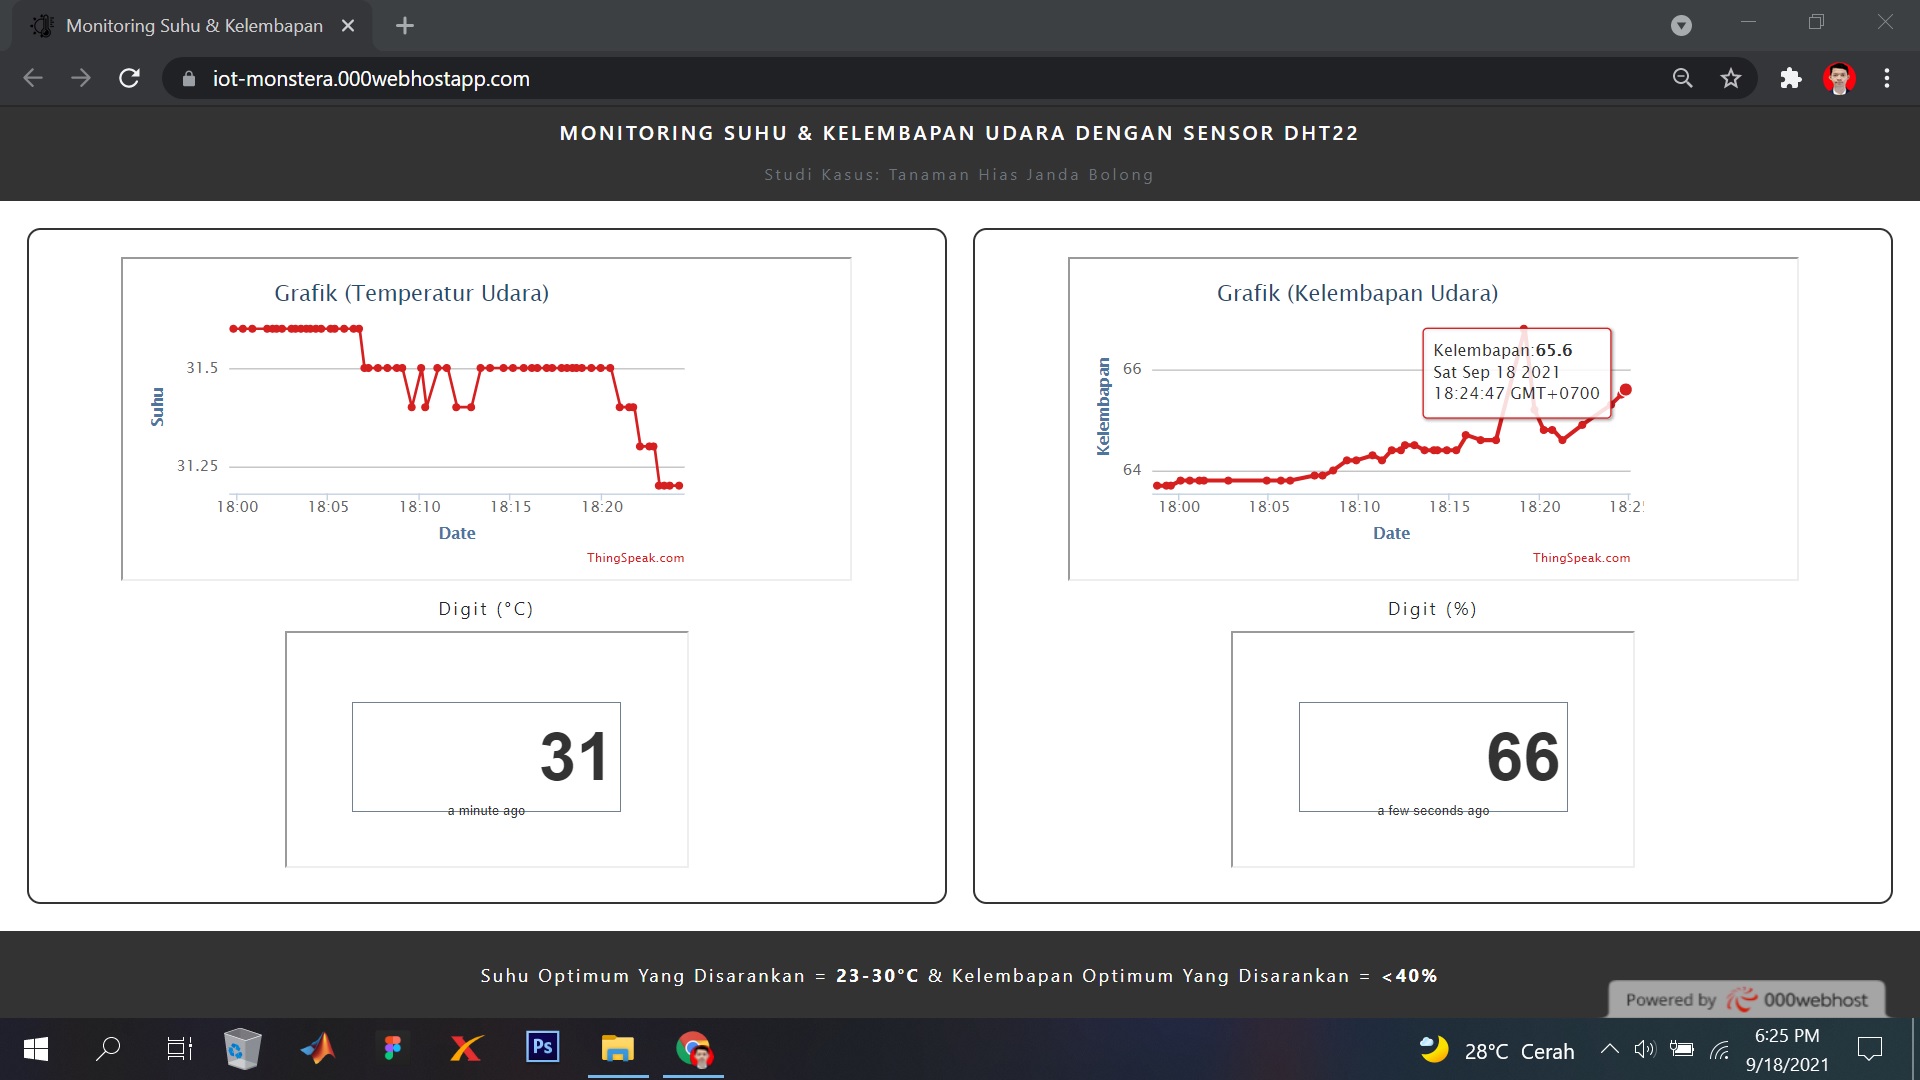 Monitoring Suhu & Kelembapan
iot-monstera.000webhostapp.com
MONITORING SUHU & KELEMBAPAN UDARA DENGAN SENSOR DHT22
Studi Kasus: Tanaman Hias Janda Bolong
Grafik (Temperatur Udara)
Suhu
31.5
31.25
18:00 18:05 18:10 18:15 18:20
Date
ThingSpeak.com
Digit (°C)
31
a minute ago
Grafik (Kelembapan Udara)
Kelembapan
66
64
Kelembapan:65.6
Sat Sep 18 2021
18:24:47 GMT+0700
18:00 18:05 18:10 18:15 18:20 18:2
Date
ThingSpeak.com
Digit (%)
66
a few seconds ago
Suhu Optimum Yang Disarankan = 23-30°C & Kelembapan Optimum Yang Disarankan = <40%
Powered by 000webhost
Ps
28°C Cerah
6:25 PM
9/18/2021